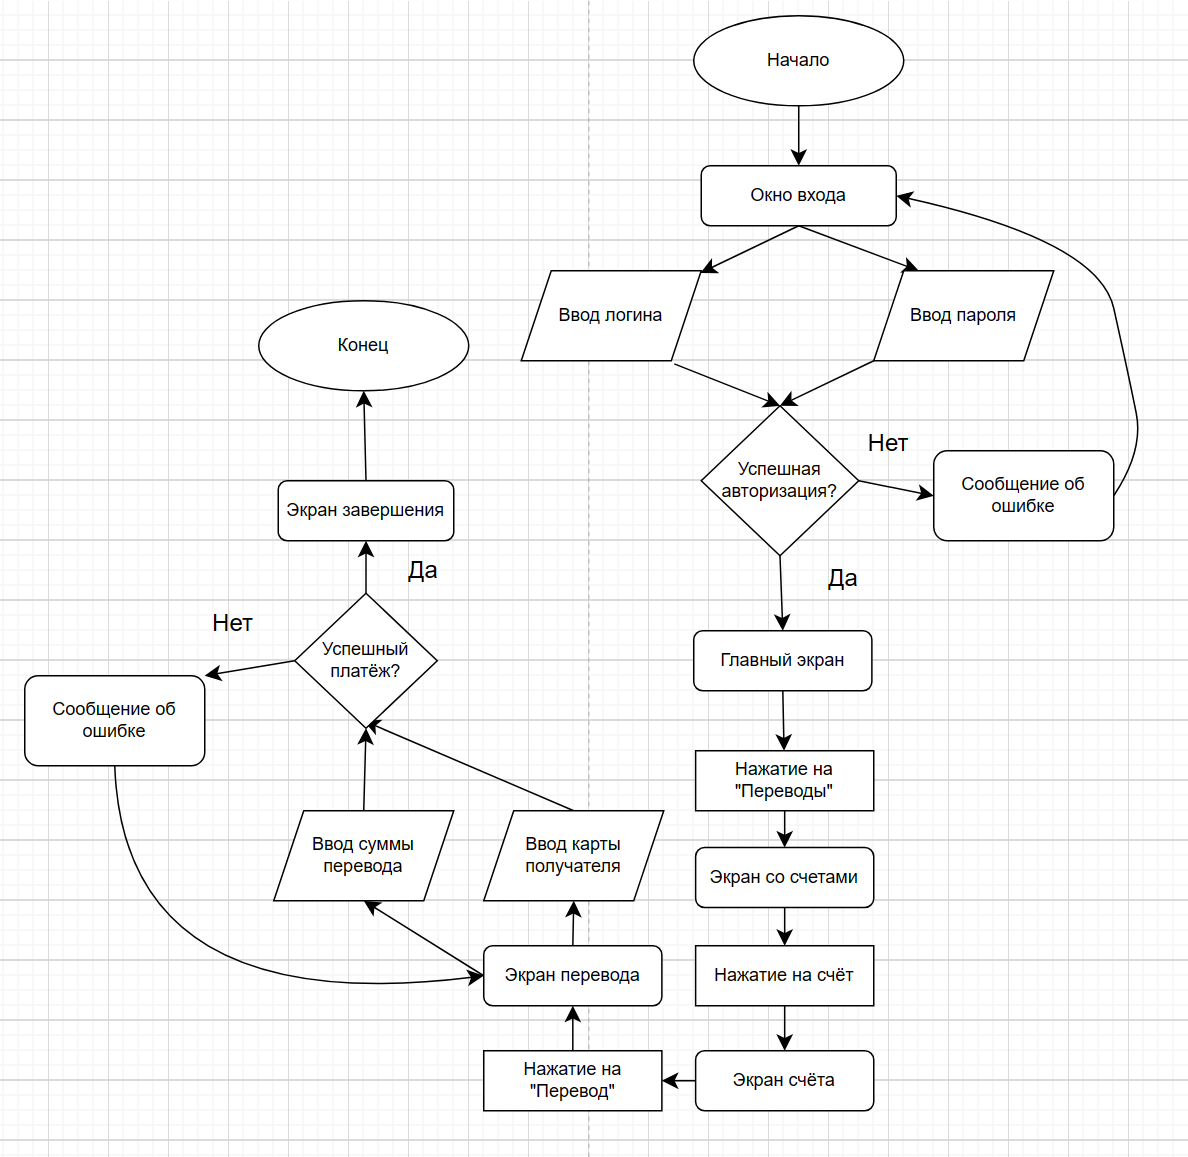 Начало
Окно входа
Ввод логина
Ввод пароля
Конец
Нет
Успешная
авторизация?
Сообщение об
ошибке
Экран завершения
Да
Да
Нет
Успешный
платёж?
Главный экран
Сообщение об
ошибке
Нажатие на
"Переводы"
Ввод суммы
перевода
Ввод карты
получателя
Экран со счетами
Экран перевода
Нажатие на счёт
Нажатие на
"Перевод"
Экран счёта